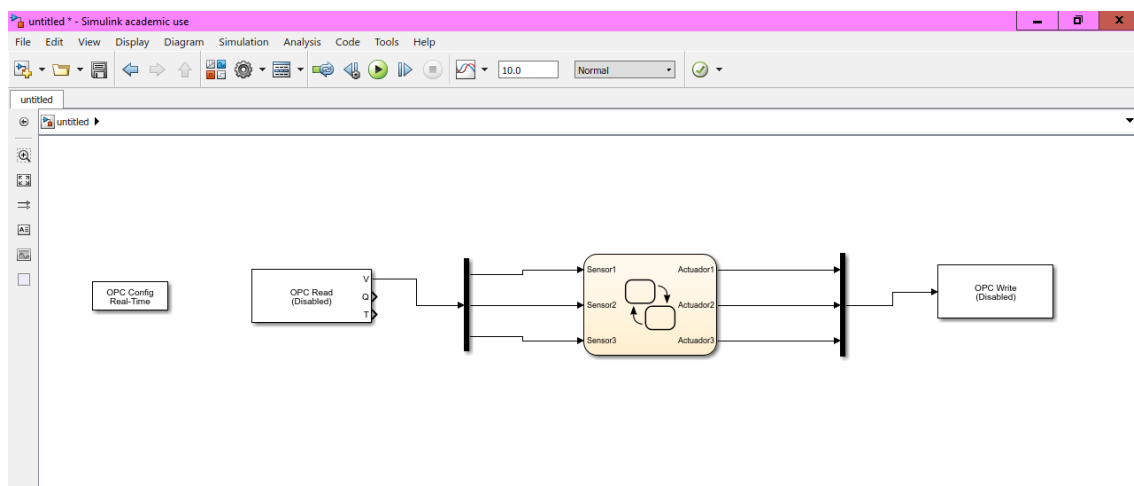 untitled * - Simulink academic use
File Edit View Display Diagram Simulation Analysis Code Tools Help
10.0 Normal
untitled
untitled
OPC Config
Real-Time
OPC Read
(Disabled)
V
Q
T
Sensor1 Actuador1
Sensor2 Actuador2
Sensor3 Actuador3
OPC Write
(Disabled)